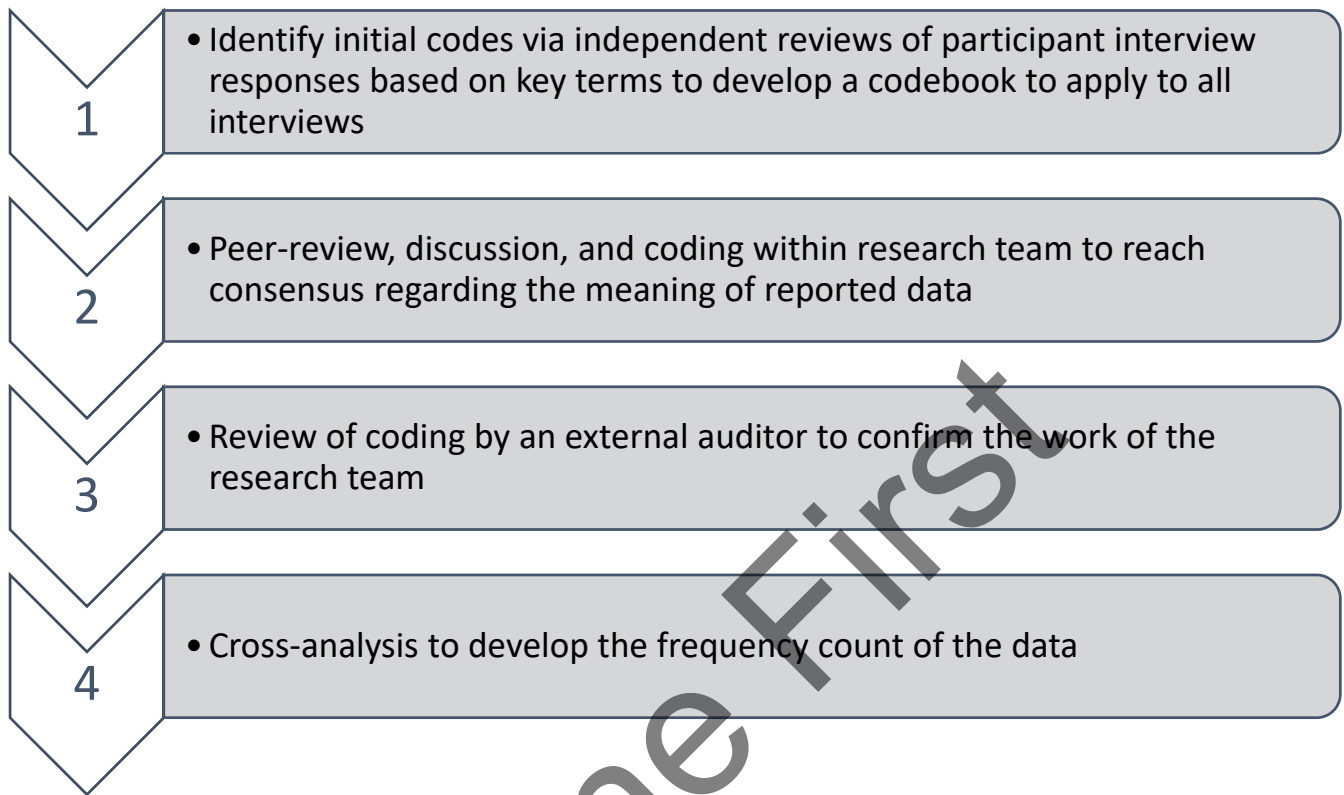 1
• Identify initial codes via independent reviews of participant interview
responses based on key terms to develop a codebook to apply to all
interviews
2
• Peer-review, discussion, and coding within research team to reach
consensus regarding the meaning of reported data
3
• Review of coding by an external auditor to confirm the work of the
research team
4
• Cross-analysis to develop the frequency count of the data
ne First